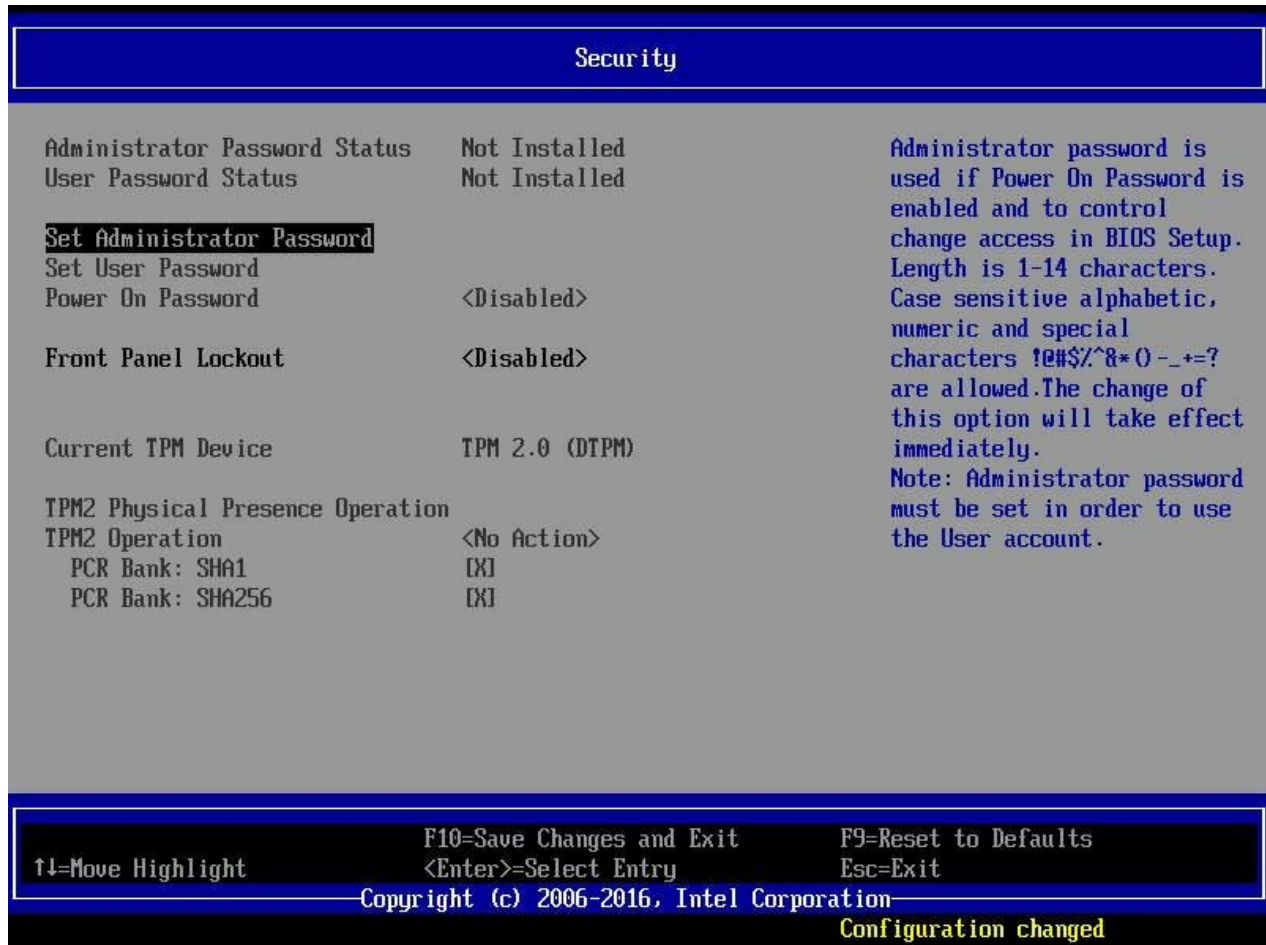 Security
Administrator Password Status Not Installed
User Password Status Not Installed
Set Administrator Password
Set User Password
Power On Password <Disabled>
Front Panel Lockout <Disabled>
Current TPM Device TPM 2.0 (DTPM)
TPM2 Physical Presence Operation
TPM2 Operation <No Action>
PCR Bank: SHA1 [X]
PCR Bank: SHA256 [X]
Administrator password is
used if Power On Password is
enabled and to control
change access in BIOS Setup.
Length is 1-14 characters.
Case sensitive alphabetic,
numeric and special
characters !@#$%^&*()-_+=?
are allowed.The change of
this option will take effect
immediately.
Note: Administrator password
must be set in order to use
the User account.
F10=Save Changes and Exit F9=Reset to Defaults
↑↓=Move Highlight <Enter>=Select Entry Esc=Exit
Copyright (c) 2006-2016, Intel Corporation
Configuration changed